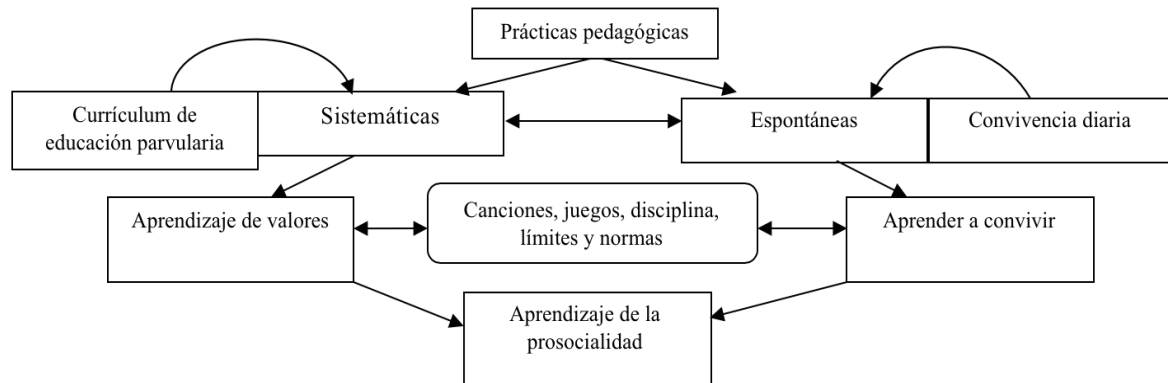 Prácticas pedagógicas
Currículum de
educación parvularia
Sistemáticas
Espontáneas
Convivencia diaria
Aprendizaje de valores
Canciones, juegos, disciplina,
límites y normas
Aprender a convivir
Aprendizaje de la
prosocialidad